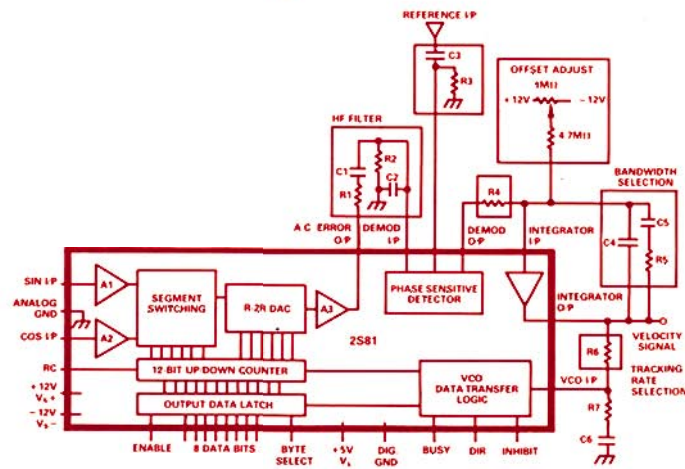 REFERENCE I/P
C3
R3
OFFSET ADJUST
1MΩ
+12V
-12V
4.7MΩ
HF FILTER
C1
R2
C2
R1
R4
BANDWIDTH
SELECTION
C5
C4
R5
A C ERROR
O/P
DEMOD
I/P
DEMOD
O/P
INTEGRATOR
I/P
INTEGRATOR
O/P
SIN I/P
A1
SEGMENT
SWITCHING
R-2R DAC
A3
PHASE SENSITIVE
DETECTOR
ANALOG
GND
COS I/P
A2
2S81
VELOCITY
SIGNAL
R6
TRACKING
RATE
SELECTION
RC
12 BIT UP DOWN COUNTER
VCO
DATA TRANSFER
LOGIC
VCO I/P
+12V
Vs+
-12V
Vs-
OUTPUT DATA LATCH
R7
C6
ENABLE
8 DATA BITS
BYTE
SELECT
+5V
VL
DIG
GND
BUSY
DIR
INHIBIT